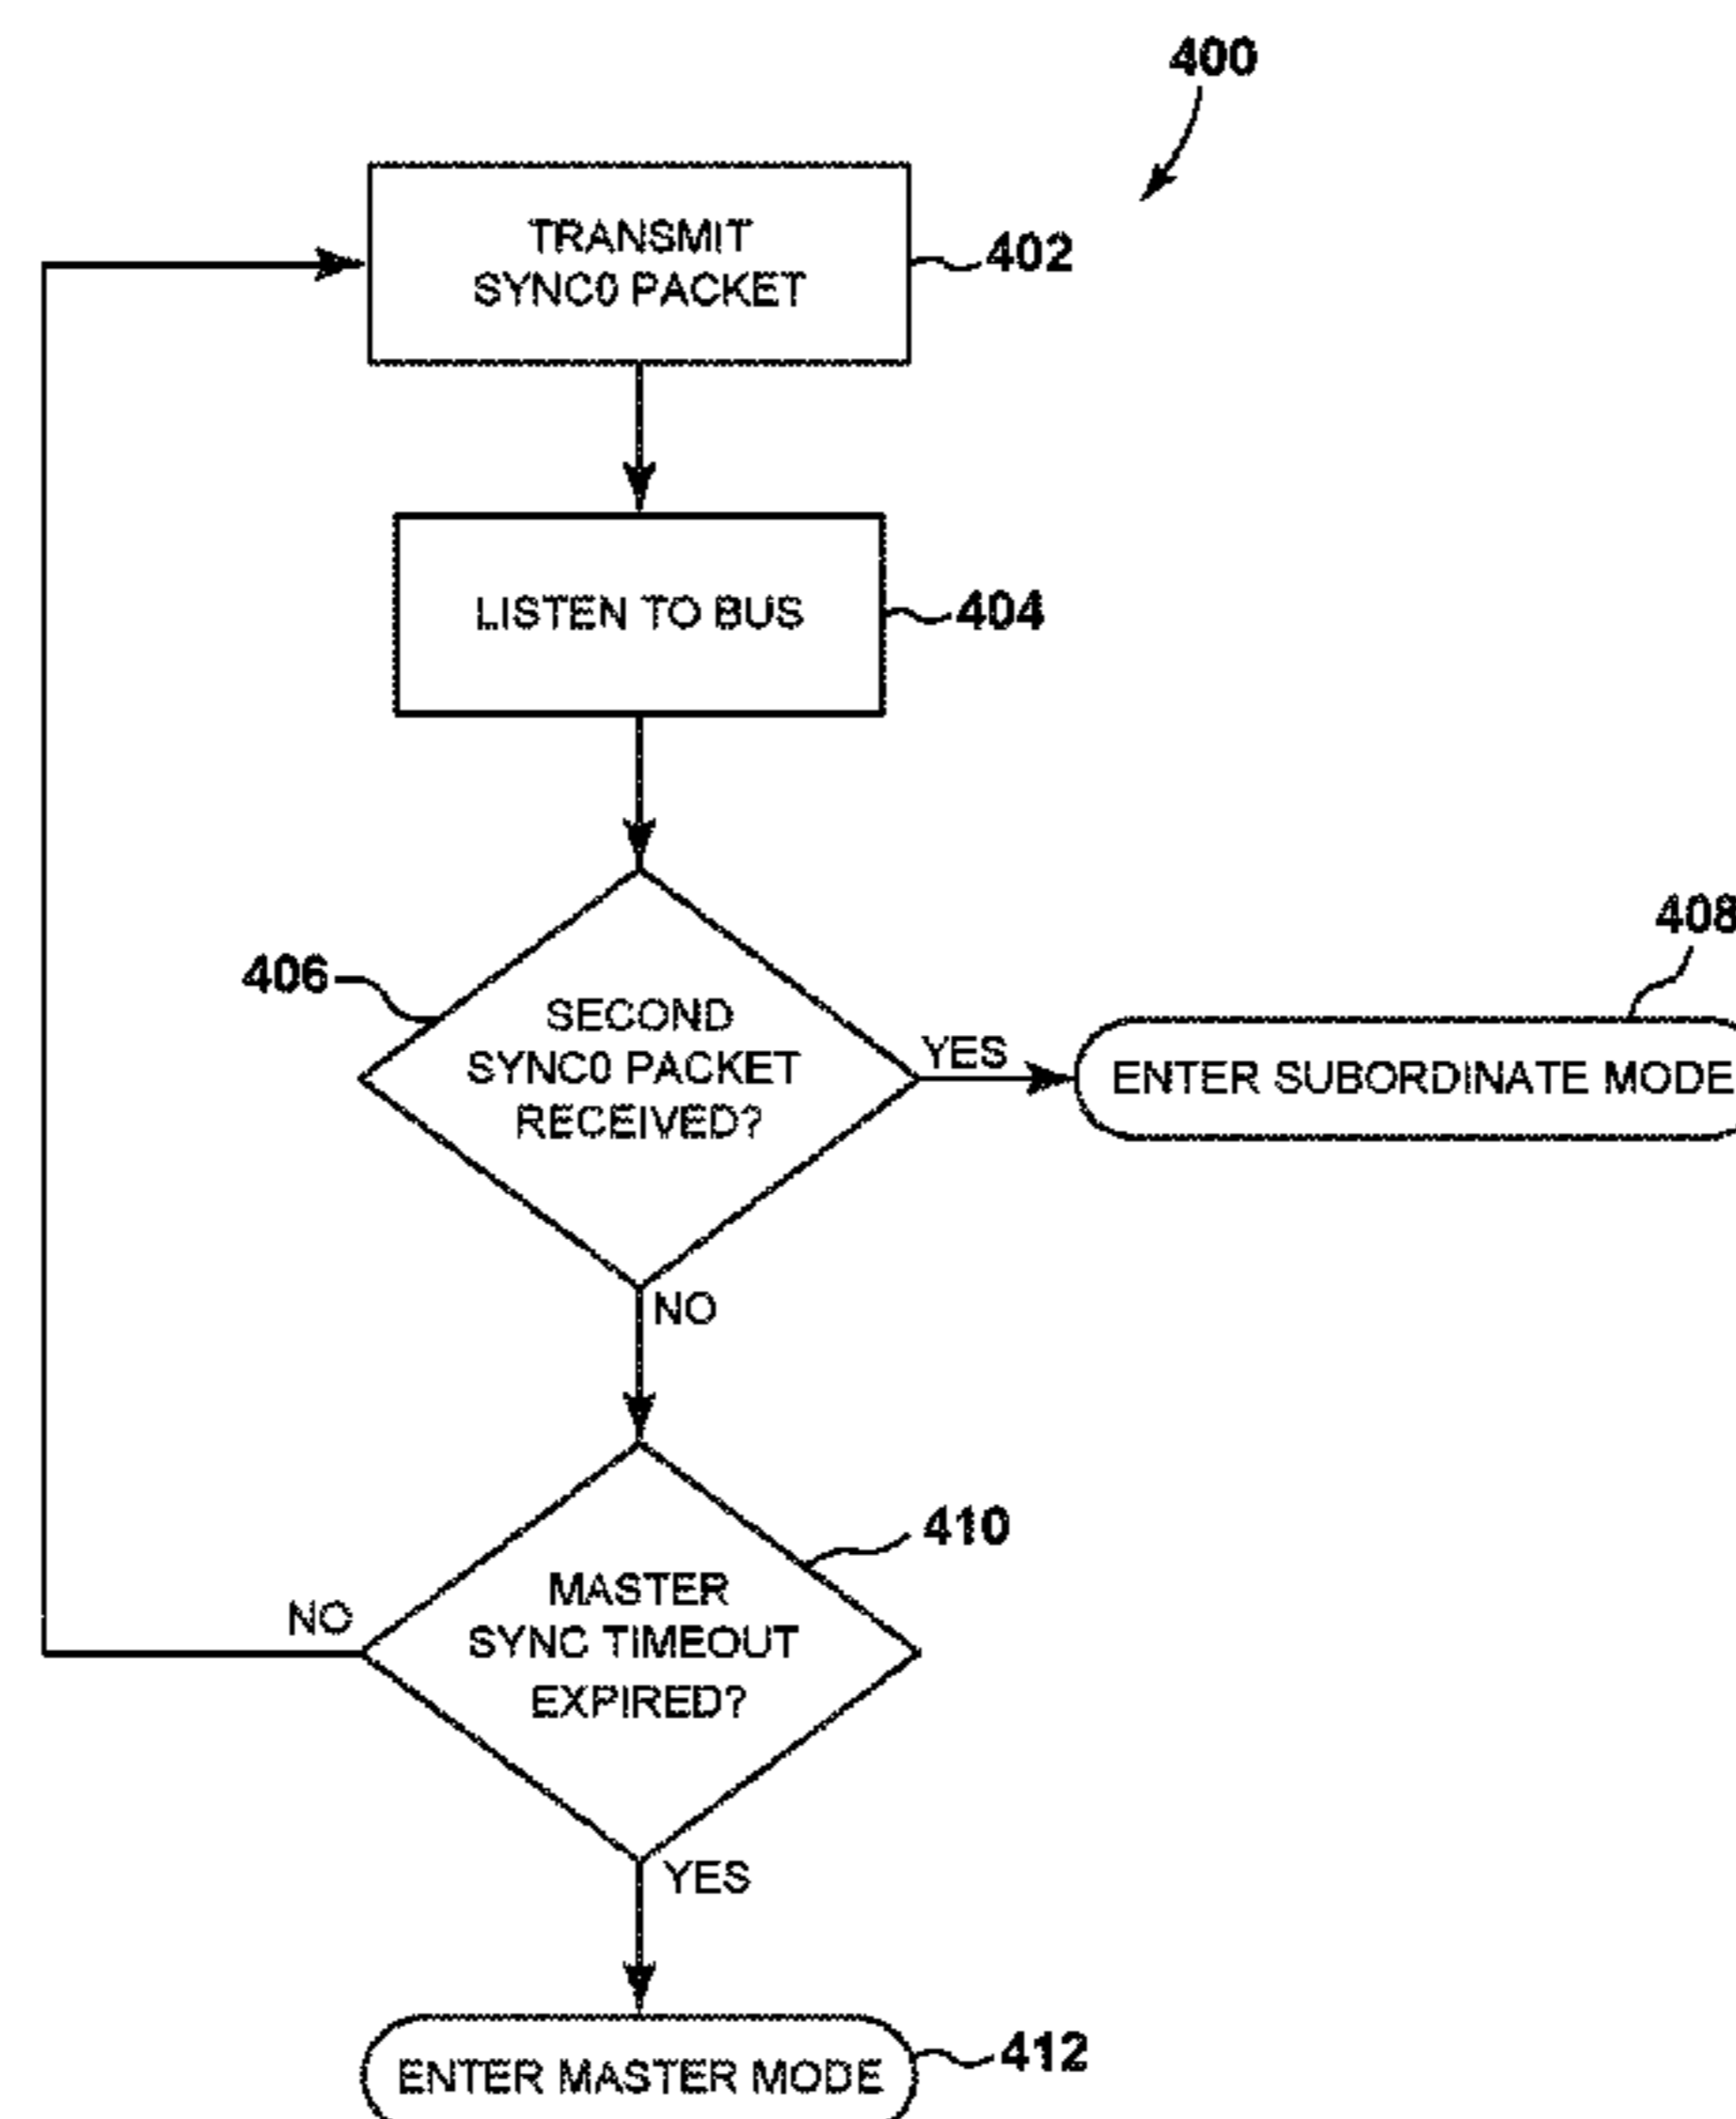 400
TRANSMIT
SYNC0 PACKET
402
LISTEN TO BUS
404
406
SECOND
SYNC0 PACKET
RECEIVED?
YES
408
ENTER SUBORDINATE MODE
NO
410
MASTER
SYNC TIMEOUT
EXPIRED?
NO
YES
ENTER MASTER MODE
412